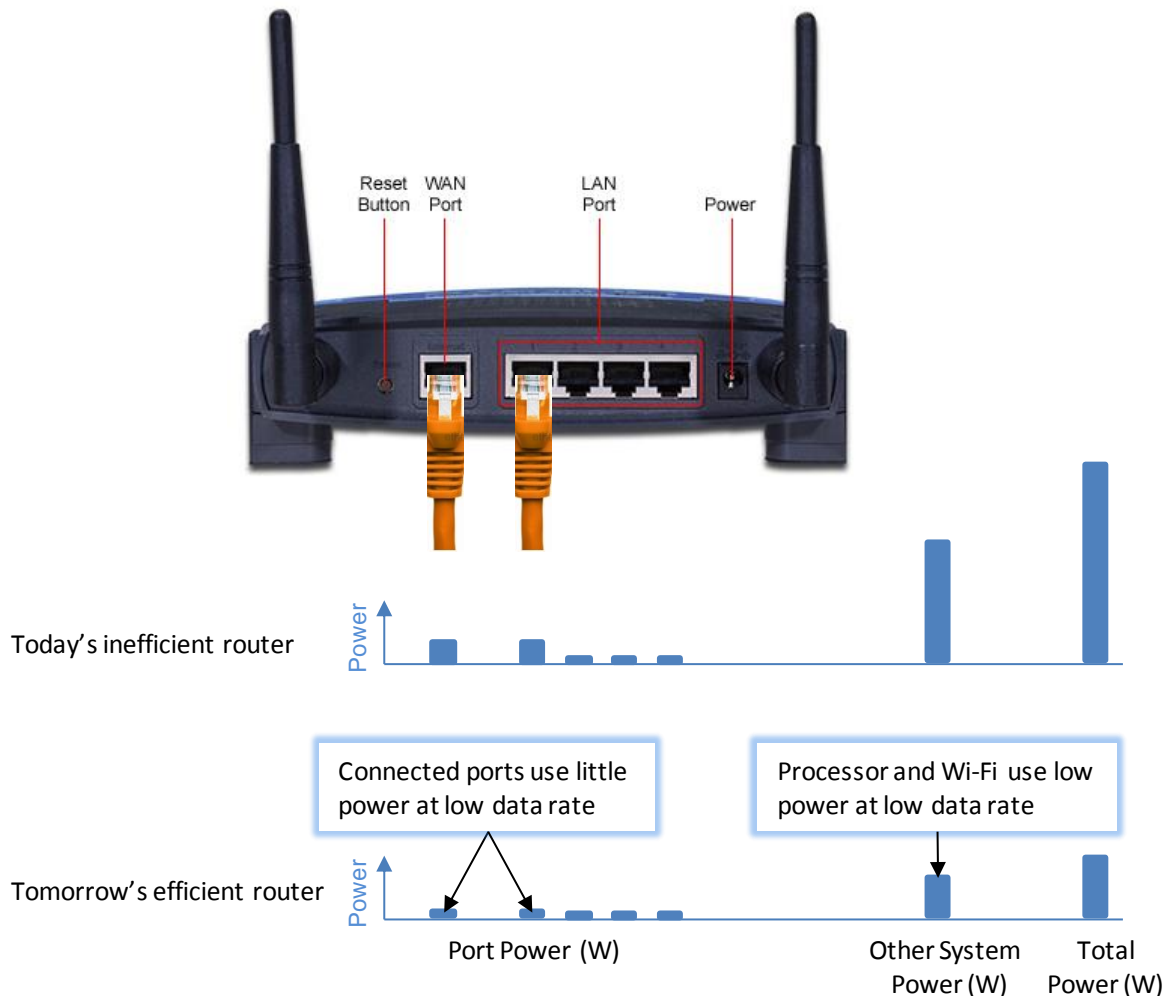 Reset
Button
WAN
Port
LAN
Port
Power
Power
Today's inefficient router
Connected ports use little
power at low data rate
Processor and Wi-Fi use low
power at low data rate
Power
Tomorrow's efficient router
Port Power (W)
Other System
Power (W)
Total
Power (W)